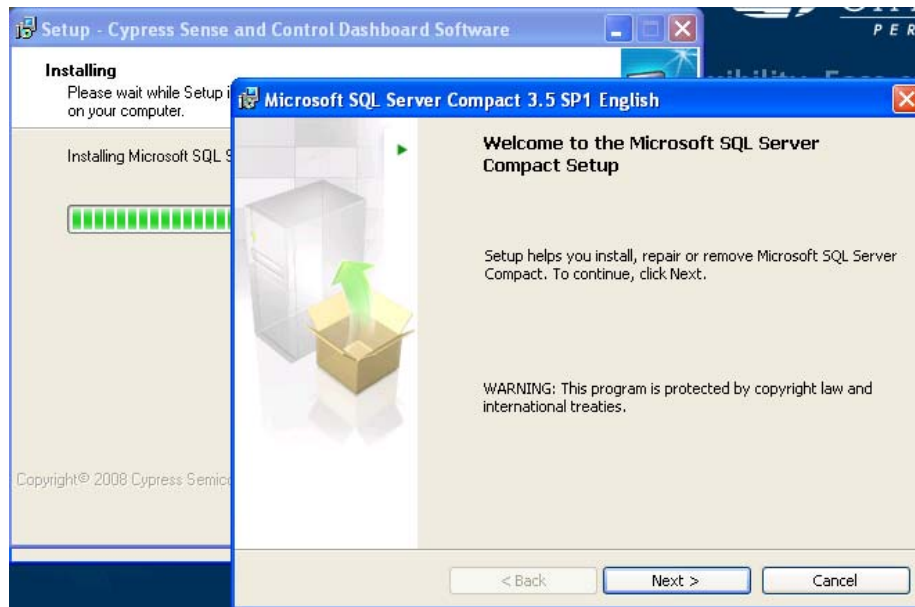 Setup - Cypress Sense and Control Dashboard Software
PER
Installing
Please wait while Setup i
on your computer.
Microsoft SQL Server Compact 3.5 SP1 English
Installing Microsoft SQL S
Welcome to the Microsoft SQL Server
Compact Setup
Setup helps you install, repair or remove Microsoft SQL Server
Compact. To continue, click Next.
WARNING: This program is protected by copyright law and
international treaties.
Copyright© 2008 Cypress Semico
< Back
Next >
Cancel